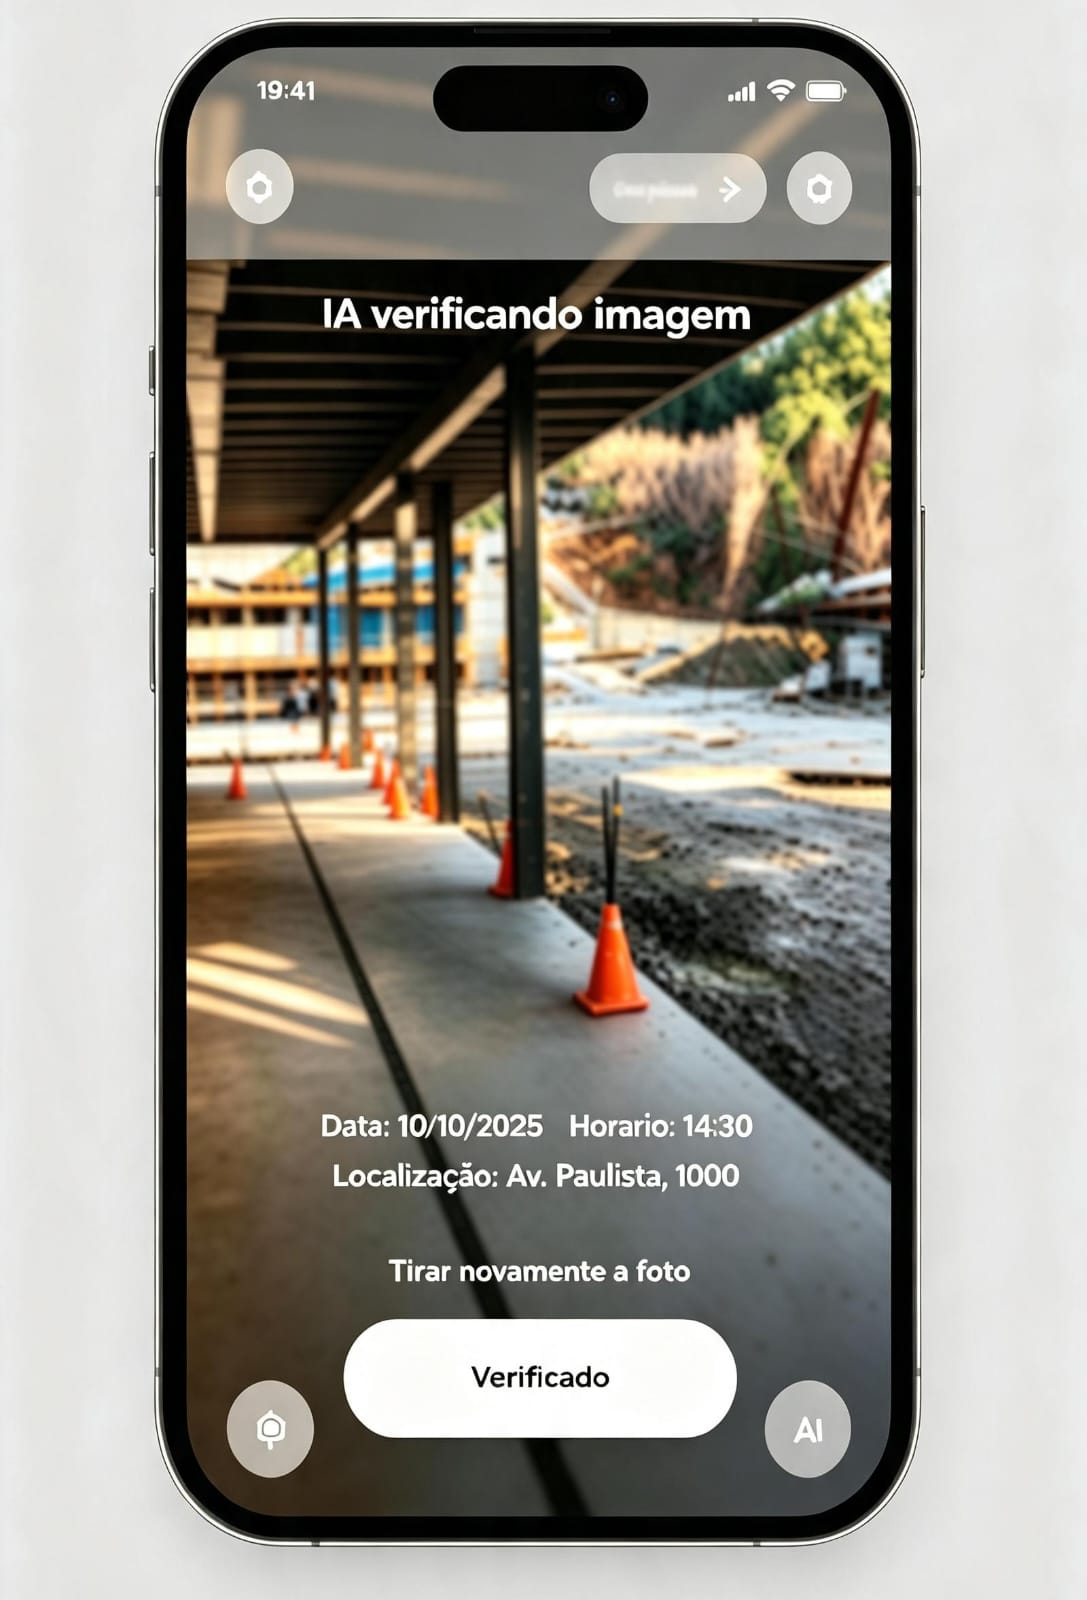 19:41
IA verificando imagem
Data: 10/10/2025 Horario: 14:30
Localização: Av. Paulista, 1000
Tirar novamente a foto
Verificado
AI